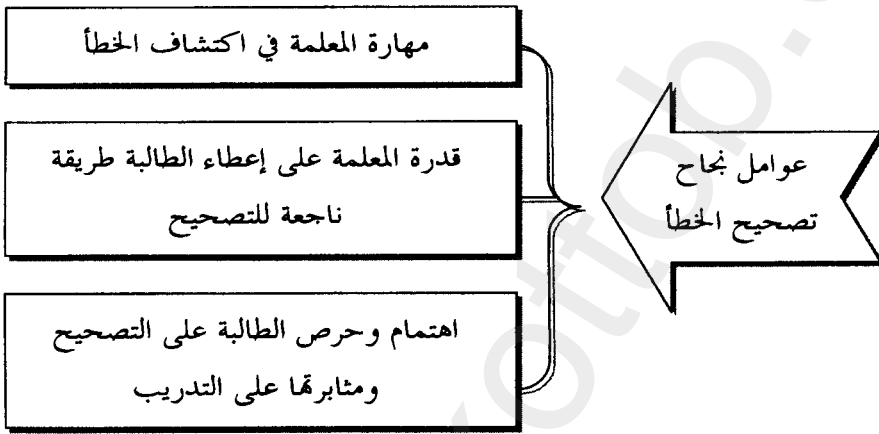 عوامل نجاح
تصحيح الخطأ
مهارة المعلمة في اكتشاف الخطأ
قدرة المعلمة على إعطاء الطالبة طريقة
ناجعة للتصحيح
اهتمام وحرص الطالبة على التصحيح
ومثابرتها على التدريب